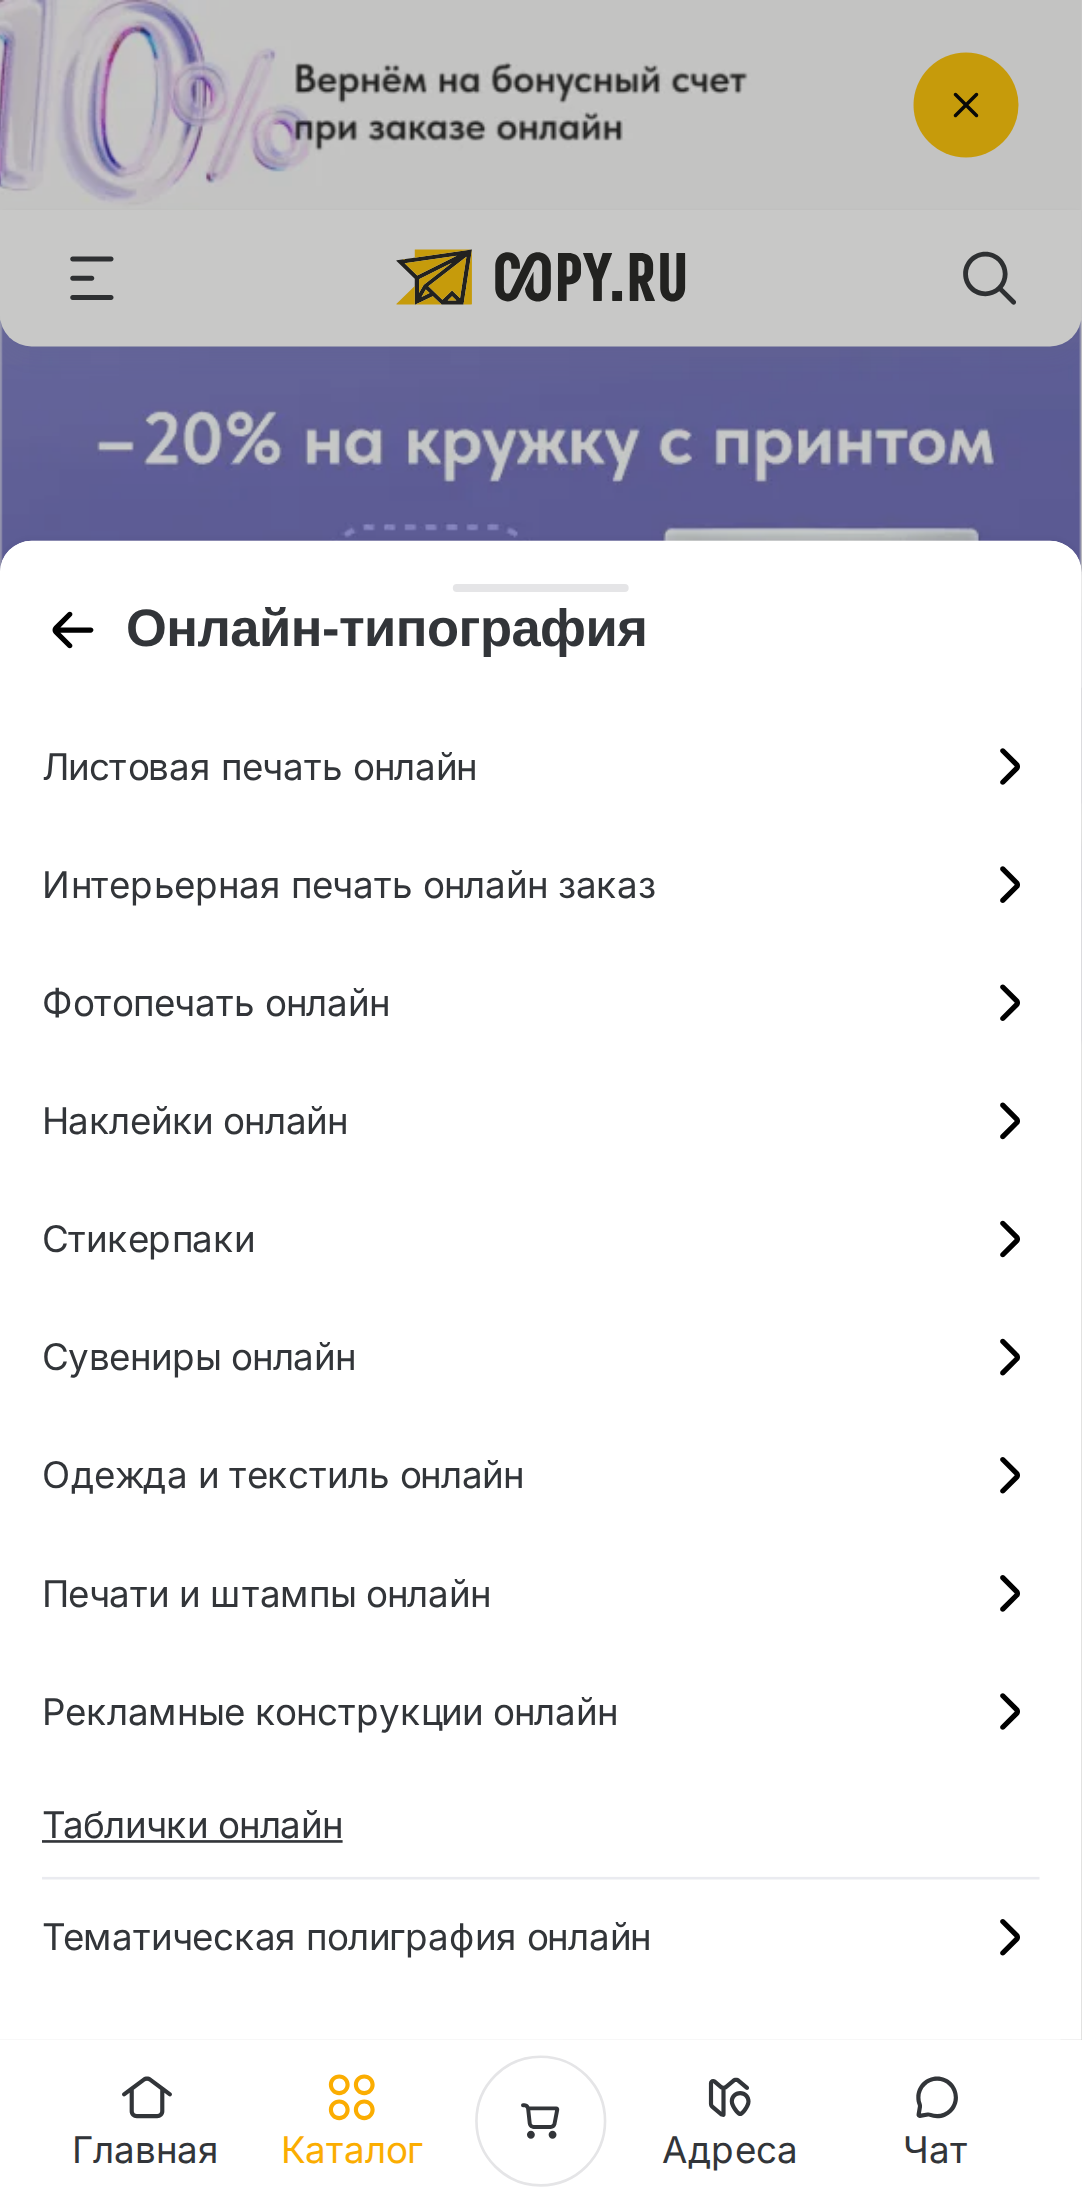 10%
Вернём на бонусный счет
при заказе онлайн
COPY.RU
–20% на кружку с принтом
Онлайн-типография
Листовая печать онлайн
Интерьерная печать онлайн заказ
Фотопечать онлайн
Наклейки онлайн
Стикерпаки
Сувениры онлайн
Одежда и текстиль онлайн
Печати и штампы онлайн
Рекламные конструкции онлайн
Таблички онлайн
Тематическая полиграфия онлайн
Главная
Каталог
Адреса
Чат